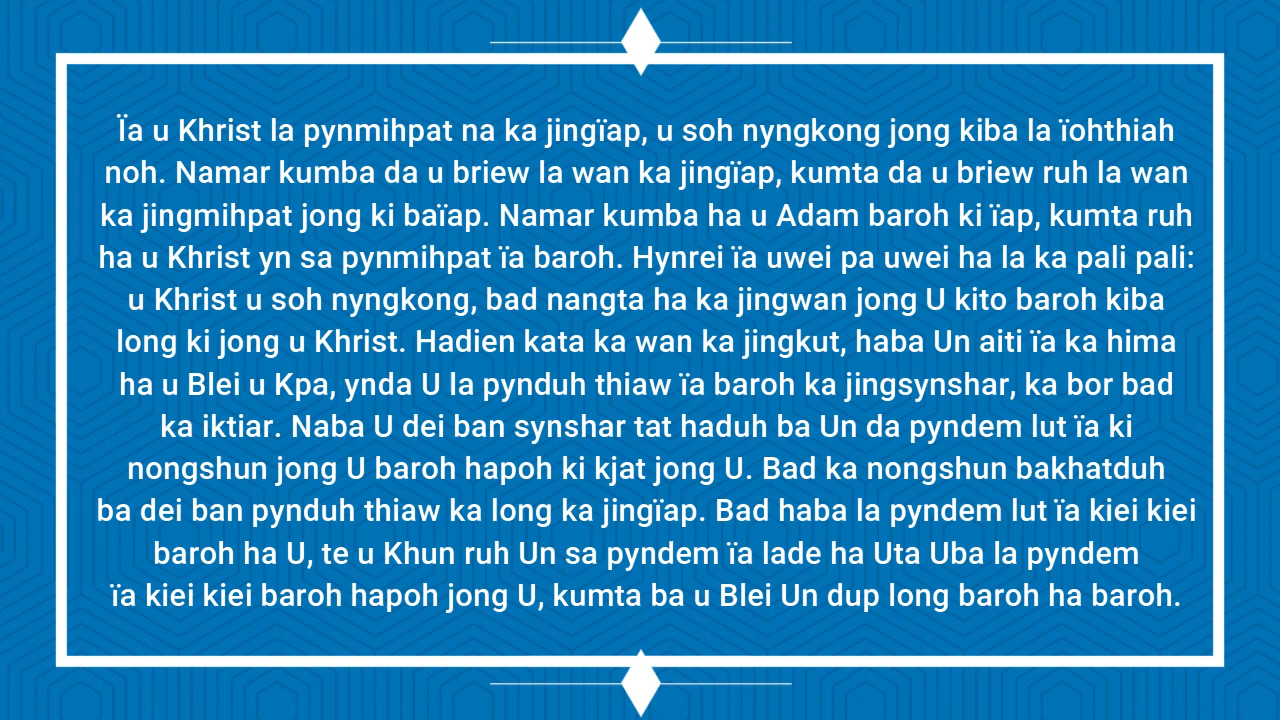 Ïa u Khrist la pynmihpat na ka jingïap, u soh nyngkong jong kiba la ïohthiah
noh. Namar kumba da u briew la wan ka jingïap, kumta da u briew ruh la wan
ka jingmihpat jong ki baïap. Namar kumba ha u Adam baroh ki ïap, kumta ruh
ha u Khrist yn sa pynmihpat ïa baroh. Hynrei ïa uwei pa uwei ha la ka pali pali:
u Khrist u soh nyngkong, bad nangta ha ka jingwan jong U kito baroh kiba
long ki jong u Khrist. Hadien kata ka wan ka jingkut, haba Un aiti ïa ka hima
ha u Blei u Kpa, ynda U la pynduh thiaw ïa baroh ka jingsynshar, ka bor bad
ka iktiar. Naba U dei ban synshar tat haduh ba Un da pyndem lut ïa ki
nongshun jong U baroh hapoh ki kjat jong U. Bad ka nongshun bakhatduh
ba dei ban pynduh thiaw ka long ka jingïap. Bad haba la pyndem lut ïa kiei kiei
baroh ha U, te u Khun ruh Un sa pyndem ïa lade ha Uta Uba la pyndem
ïa kiei kiei baroh hapoh jong U, kumta ba u Blei Un dup long baroh ha baroh.